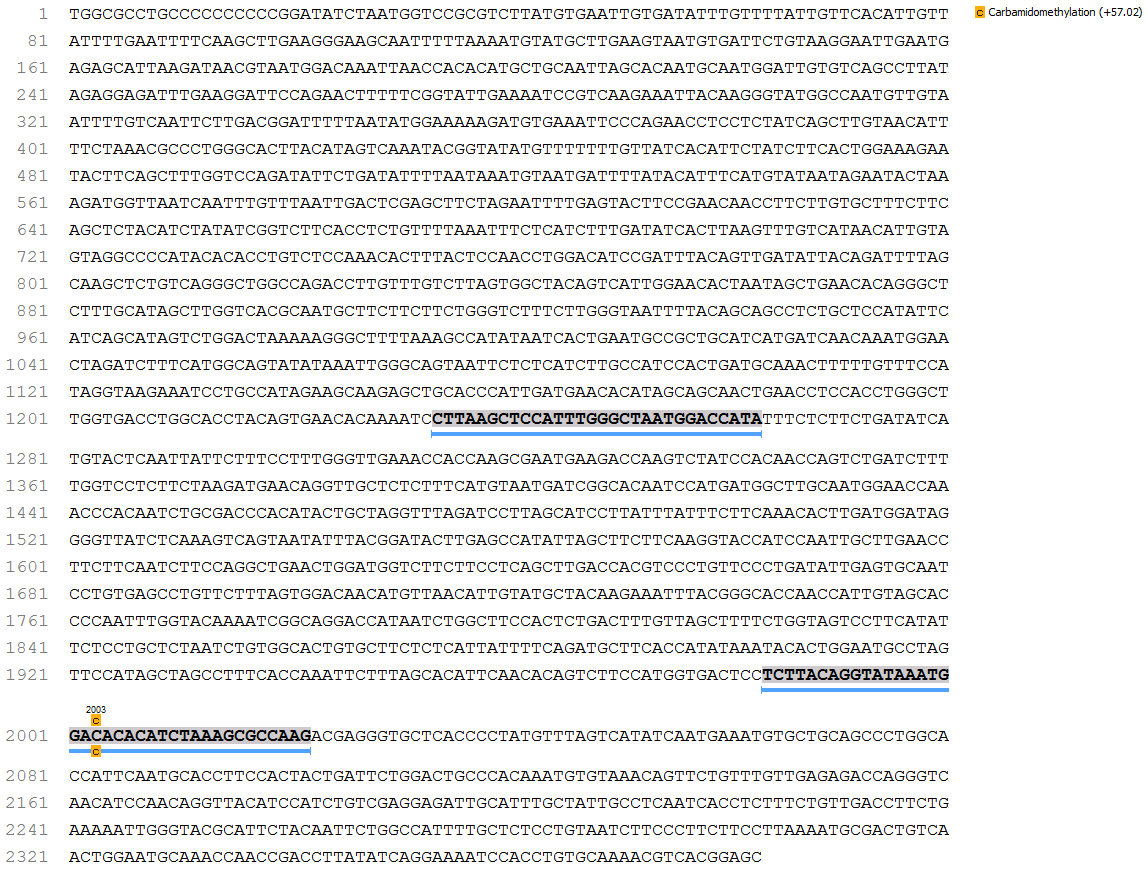 1 TGGCGCCTGCCCCCCCCCCCGGATATCTAATGGTCCGCGTCTTATGTGAATTGTGATATTTGTTTTATTGTTCACATTGTT
C Carbamidomethylation (+57.02)
81 ATTTTGAATTTTCAAGCTTGAAGGGAAGCAATTTTTAAAATGTATGCTTGAAGTAATGTGATTCTGTAAGGAATTGAATG
161 AGAGCATTAAGATAACGTAATGGACAAATTAACCACACATGCTGCAATTAGCACAATGCAATGGATTGTGTCAGCCTTAT
241 AGAGGAGATTTGAAGGATTCCAGAACTTTTTCGGTATTGAAAATCCGTCAAGAAATTACAAGGGTATGGCCAATGTTGTA
321 ATTTTGTCAATTCTTGACGGATTTTTAATATGGAAAAAGATGTGAAATTCCCAGAACCTCCTCTATCAGCTTGTAACATT
401 TTCTAAACGCCCTGGGCACTTACATAGTCAAATACGGTATATGTTTTTTTGTTATCACATTCTATCTTCACTGGAAAGAA
481 TACTTCAGCTTTGGTCCAGATATTCTGATATTTTAATAAATGTAATGATTTTATACATTTCATGTATAATAGAATACTAA
561 AGATGGTTAATCAATTTGTTTAATTGACTCGAGCTTCTAGAATTTTGAGTACTTCCGAACAACCTTCTTGTGCTTTCTTC
641 AGCTCTACATCTATATCGGTCTTCACCTCTGTTTTAAATTTCTCATCTTTGATATCACTTAAGTTTGTCATAACATTGTA
721 GTAGGCCCCATACACACCTGTCTCCAAACACTTTACTCCAACCTGGACATCCGATTTACAGTTGATATTACAGATTTTAG
801 CAAGCTCTGTCAGGGCTGGCCAGACCTTGTTTGTCTTAGTGGCTACAGTCATTGGAACACTAATAGCTGAACACAGGGCT
881 CTTTGCATAGCTTGGTCACGCAATGCTTCTTCTTCTGGGTCTTTCTTGGGTAATTTTACAGCAGCCTCTGCTCCATATTC
961 ATCAGCATAGTCTGGACTAAAAAGGGCTTTTAAAGCCATATAATCACTGAATGCCGCTGCATCATGATCAACAAATGGAA
1041 CTAGATCTTTCATGGCAGTATATAAATTGGGCAGTAATTCTCTCATCTTGCCATCCACTGATGCAAACTTTTTGTTTCCA
1121 TAGGTAAGAAATCCTGCCATAGAAGCAAGAGCTGCACCCATTGATGAACACATAGCAGCAACTGAACCTCCACCTGGGCT
1201 TGGTGACCTGGCACCTACAGTGAACACAAAATCCTTAAGCTCCATTTGGGCTAATGGACCATATTTCTCTTCTGATATCA
1281 TGTACTCAATTATTCTTTCCTTTGGGTTGAAACCACCAAGCGAATGAAGACCAAGTCTATCCACAACCAGTCTGATCTTT
1361 TGGTCCTCTTCTAAGATGAACAGGTTGCTCTCTTTCATGTAATGATCGGCACAATCCATGATGGCTTGCAATGGAACCAA
1441 ACCCACAATCTGCGACCCACATACTGCTAGGTTTAGATCCTTAGCATCCTTATTTATTTCTTCAAACACTTGATGGATAG
1521 GGGTTATCTCAAAGTCAGTAATATTTACGGATACTTGAGCCATATTAGCTTCTTCAAGGTACCATCCAATTGCTTGAACC
1601 TTCTTCAATCTTCCAGGCTGAACTGGATGGTCTTCTTCCTCAGCTTGACCACGTCCCTGTTCCCTGATATTGAGTGCAAT
1681 CCTGTGAGCCTGTTCTTTAGTGGACAACATGTTAACATTGTATGCTACAAGAAATTTACGGGCACCAACCATTGTAGCAC
1761 CCCAATTTGGTACAAAATCGGCAGGACCATAATCTGGCTTCCACTCTGACTTTGTTAGCTTTTCTGGTAGTCCTTCATAT
1841 TCTCCTGCTCTAATCTGTGGCACTGTGCTTCTCTCATTATTTTCAGATGCTTCACCATATAAATACACTGGAATGCCTAG
1921 TTCCATAGCTAGCCTTTCACCAAATTCTTTAGCACATTCAACACAGTCTTCCATGGTGACTCCTCTTACAGGTATAAATG
2003
C
2001 GACACACATCTAAAGCGCCAAGACGAGGGTGCTCACCCCTATGTTTAGTCATATCAATGAAATGTGCTGCAGCCCTGGCA
C
2081 CCATTCAATGCACCTTCCACTACTGATTCTGGACTGCCCACAAATGTGTAAACAGTTCTGTTTGTTGAGAGACCAGGGTC
2161 AACATCCAACAGGTTACATCCATCTGTCGAGGAGATTGCATTTGCTATTGCCTCAATCACCTCTTTCTGTTGACCTTCTG
2241 AAAAATTGGGTACGCATTCTACAATTCTGGCCATTTTGCTCTCCTGTAATCTTCCCTTCTTCCTTAAAATGCGACTGTCA
2321 ACTGGAATGCAAACCAACCGACCTTATATCAGGAAAATCCACCTGTGCAAAACGTCACGGAGC